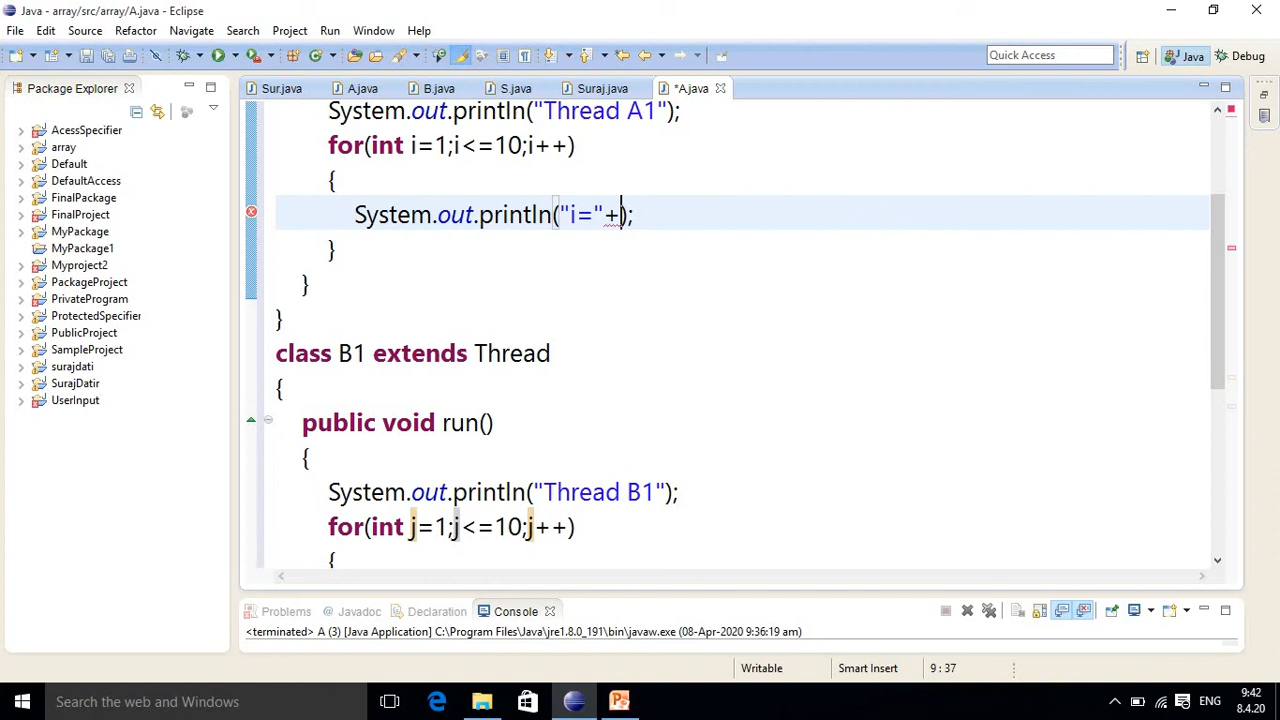 Java - array/src/array/A.java - Eclipse
File Edit Source Refactor Navigate Search Project Run Window Help
Quick Access
Java
Debug
Package Explorer
AcessSpecifier
array
Default
DefaultAccess
FinalPackage
FinalProject
MyPackage
MyPackage1
Myproject2
PackageProject
PrivateProgram
ProtectedSpecifier
PublicProject
SampleProject
surajdati
SurajDatir
UserInput
Sur.java A.java B.java S.java Suraj.java *A.java
System.out.println("Thread A1");
for(int i=1;i<=10;i++)
{
System.out.println("i="+);
}
}
}
class B1 extends Thread
{
public void run()
{
System.out.println("Thread B1");
for(int j=1;j<=10;j++)
{
Problems @ Javadoc Declaration Console
<terminated> A (3) [Java Application] C:\Program Files\Java\jre1.8.0_191\bin\javaw.exe (08-Apr-2020 9:36:19 am)
Writable Smart Insert 9 : 37
Search the web and Windows
ENG
9:42
8.4.20